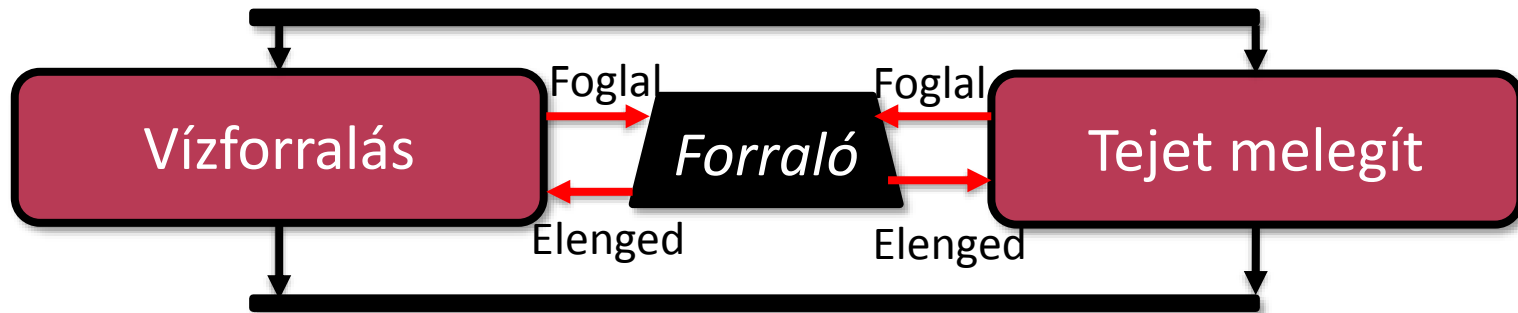 Foglal
Foglal
Vízforralás
Forraló
Tejet melegít
Elenged
Elenged